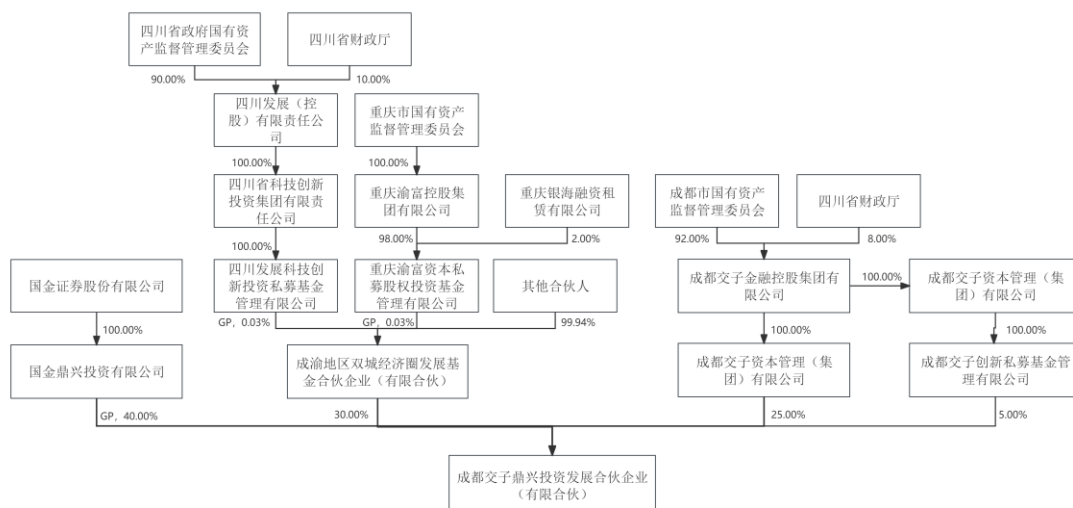 四川省政府国有资
产监督管理委员会
四川省财政厅
90.00%
10.00%
四川发展（控
股）有限责任公
司
重庆市国有资产
监督管理委员会
100.00%
100.00%
四川省科技创新
投资集团有限责
任公司
重庆渝富控股集
团有限公司
重庆银海融资租
赁有限公司
成都市国有资产
监督管理委员会
四川省财政厅
100.00%
98.00%
2.00%
92.00%
8.00%
国金证券股份有限公司
四川发展科技创
新投资私募基金
管理有限公司
重庆渝富资本私
募股权投资基金
管理有限公司
其他合伙人
成都交子金融控股集团有
限公司
100.00%
成都交子资本管理（集
团）有限公司
100.00%
GP，0.03%
GP，0.03%
99.94%
100.00%
100.00%
国金鼎兴投资有限公司
成渝地区双城经济圈发展基
金合伙企业（有限合伙）
成都交子资本管理（集
团）有限公司
成都交子创新私募基金管
理有限公司
GP，40.00%
30.00%
25.00%
5.00%
成都交子鼎兴投资发展合伙企业
（有限合伙）